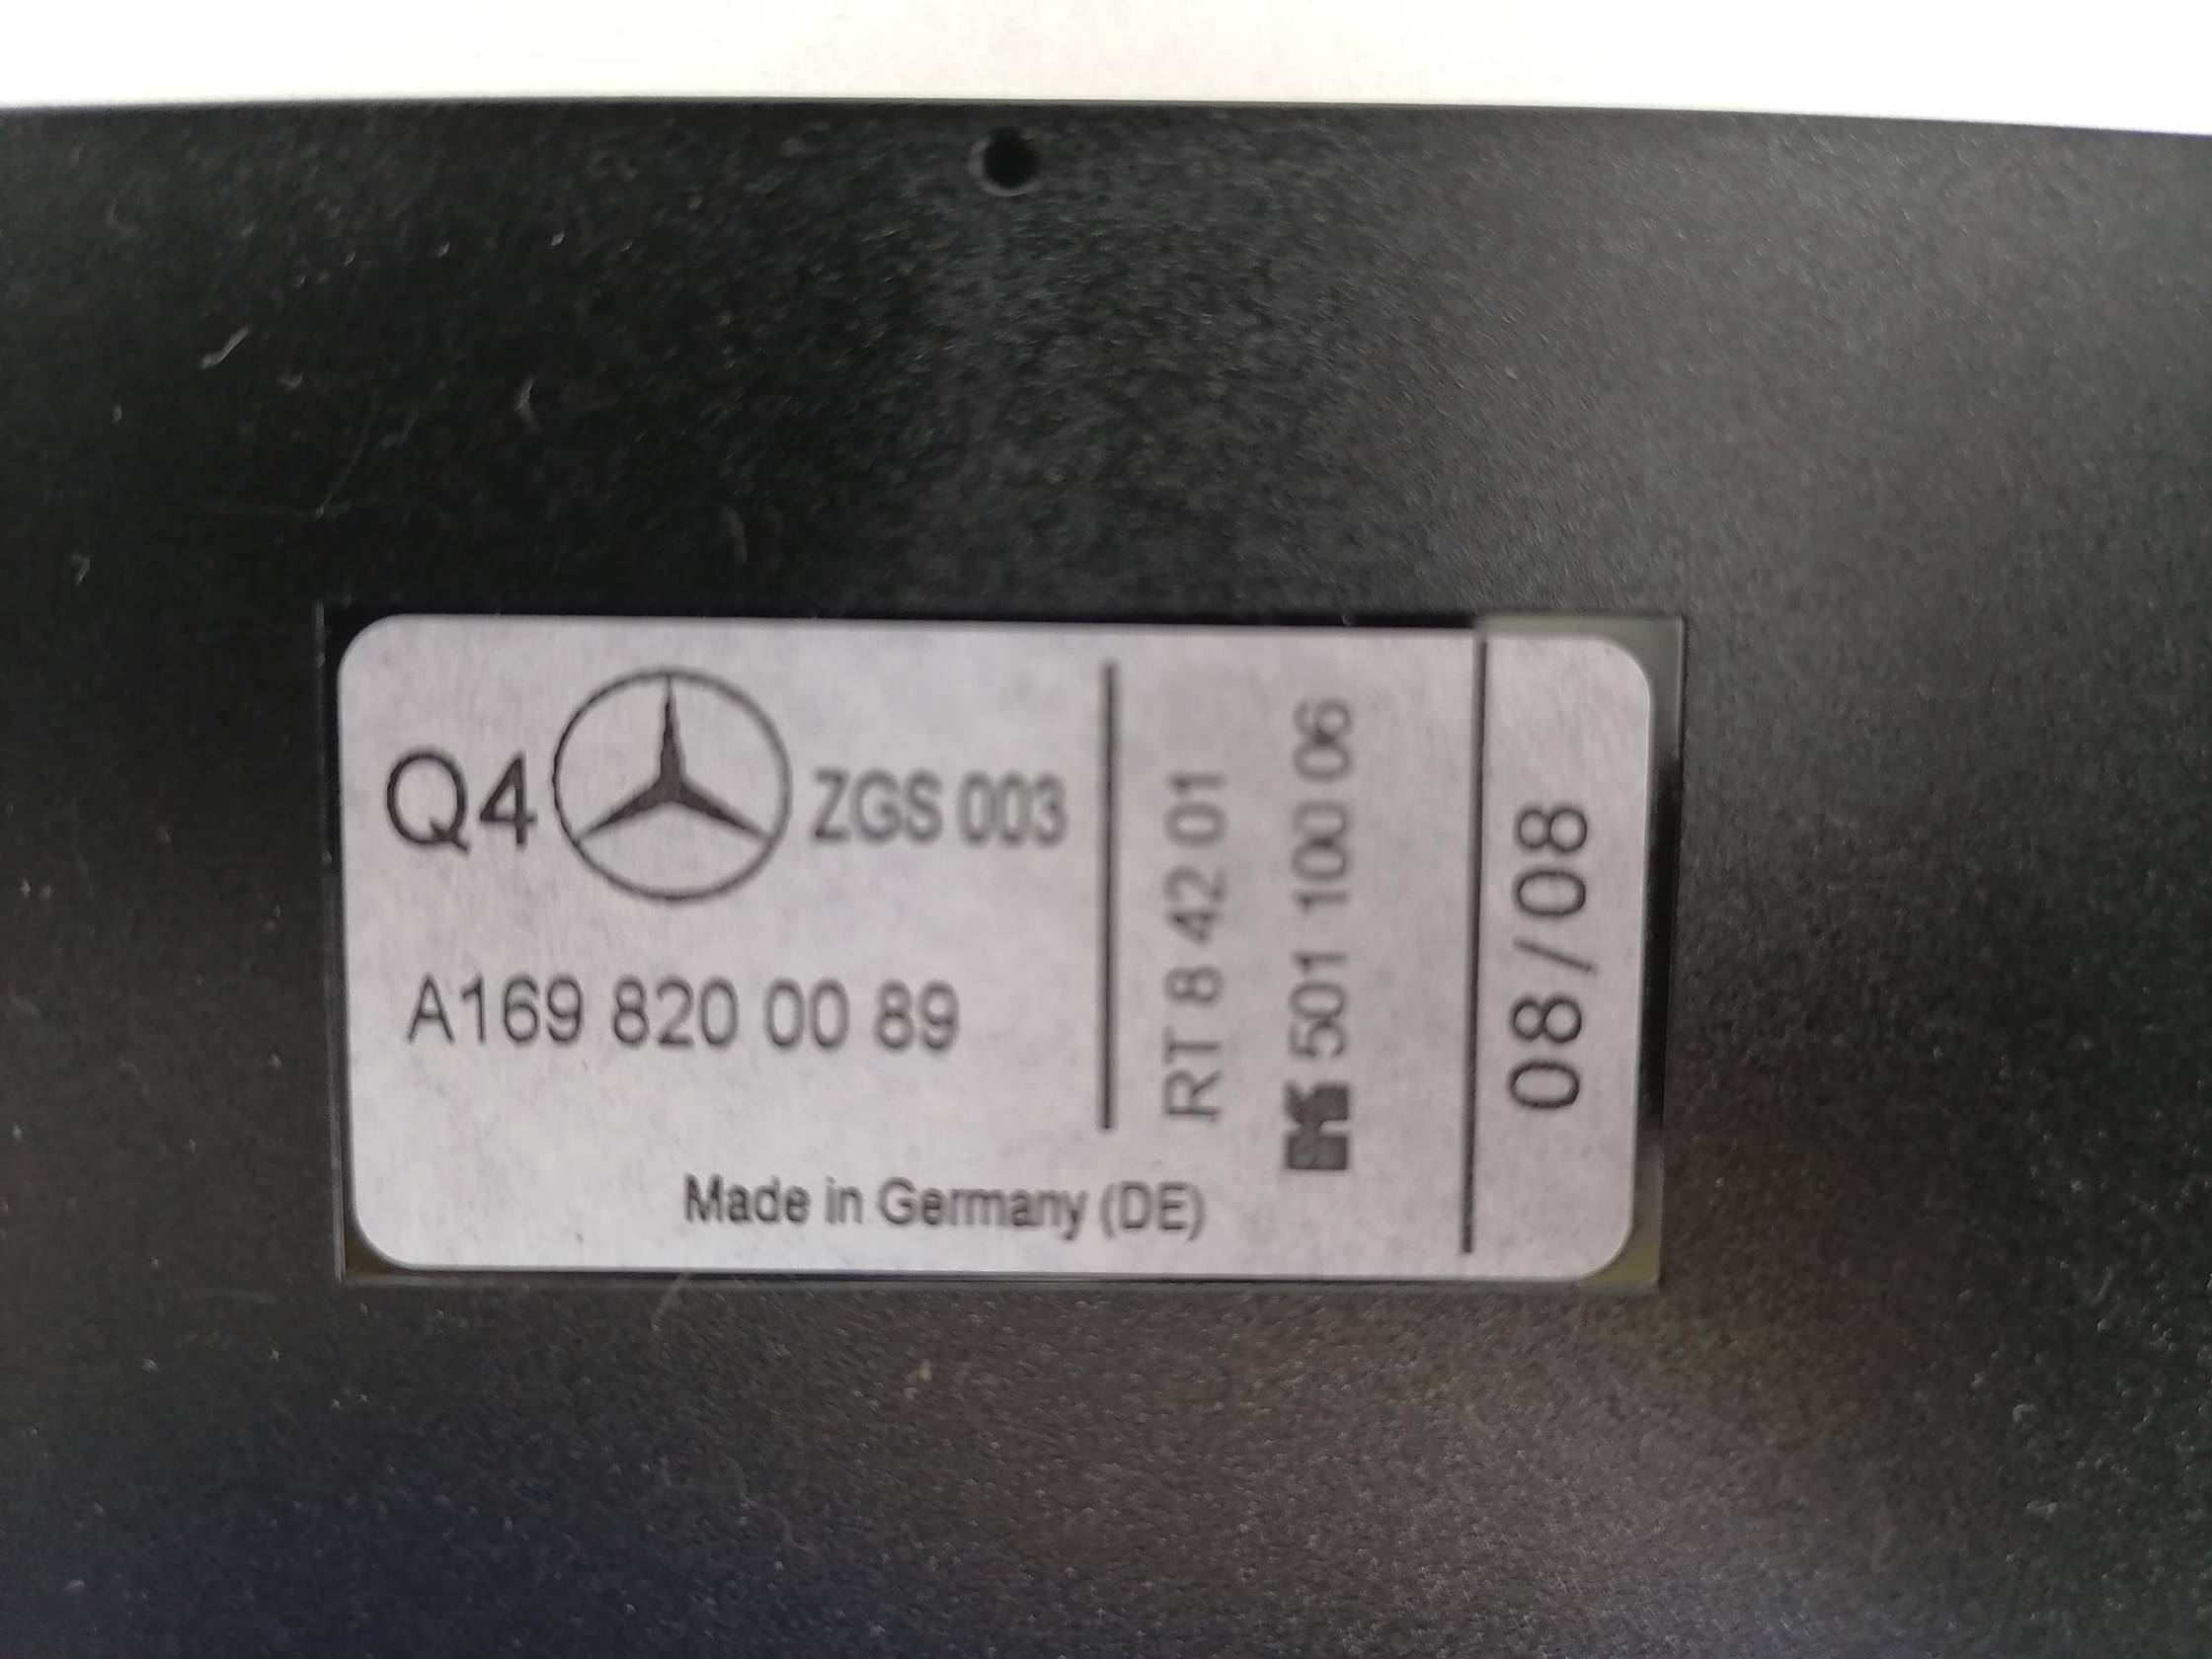 Q4 ZGS 003
A169 820 00 89
Made in Germany (DE)
RT 8 42 01
501 100 06
08/08